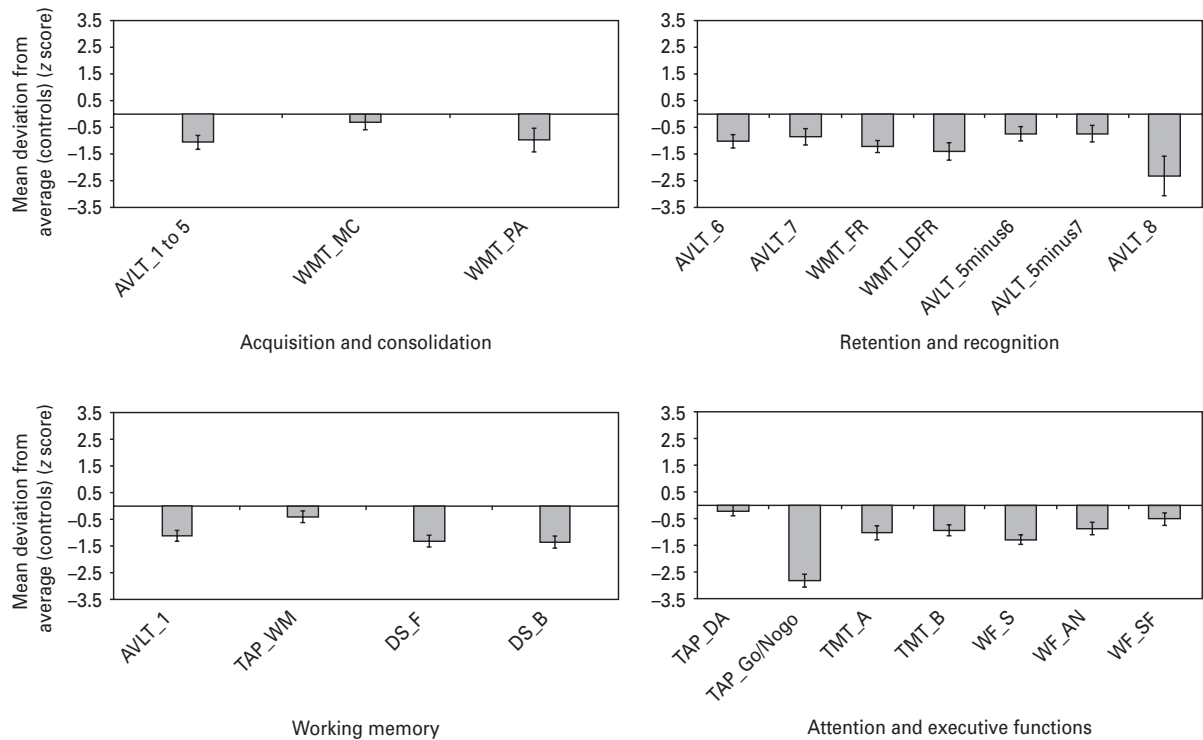 Mean deviation from
average (controls) (z score)
3.5
2.5
1.5
0.5
–0.5
–1.5
–2.5
–3.5
AVLT_1 to 5
WMT_MC
WMT_PA
Acquisition and consolidation
3.5
2.5
1.5
0.5
–0.5
–1.5
–2.5
–3.5
AVLT_6
AVLT_7
WMT_FR
WMT_LDFR
AVLT_5minus6
AVLT_5minus7
AVLT_8
Retention and recognition
Mean deviation from
average (controls) (z score)
3.5
2.5
1.5
0.5
–0.5
–1.5
–2.5
–3.5
AVLT_1
TAP_WM
DS_F
DS_B
Working memory
3.5
2.5
1.5
0.5
–0.5
–1.5
–2.5
–3.5
TAP_DA
TAP_Go/Nogo
TMT_A
TMT_B
WF_S
WF_AN
WF_SF
Attention and executive functions